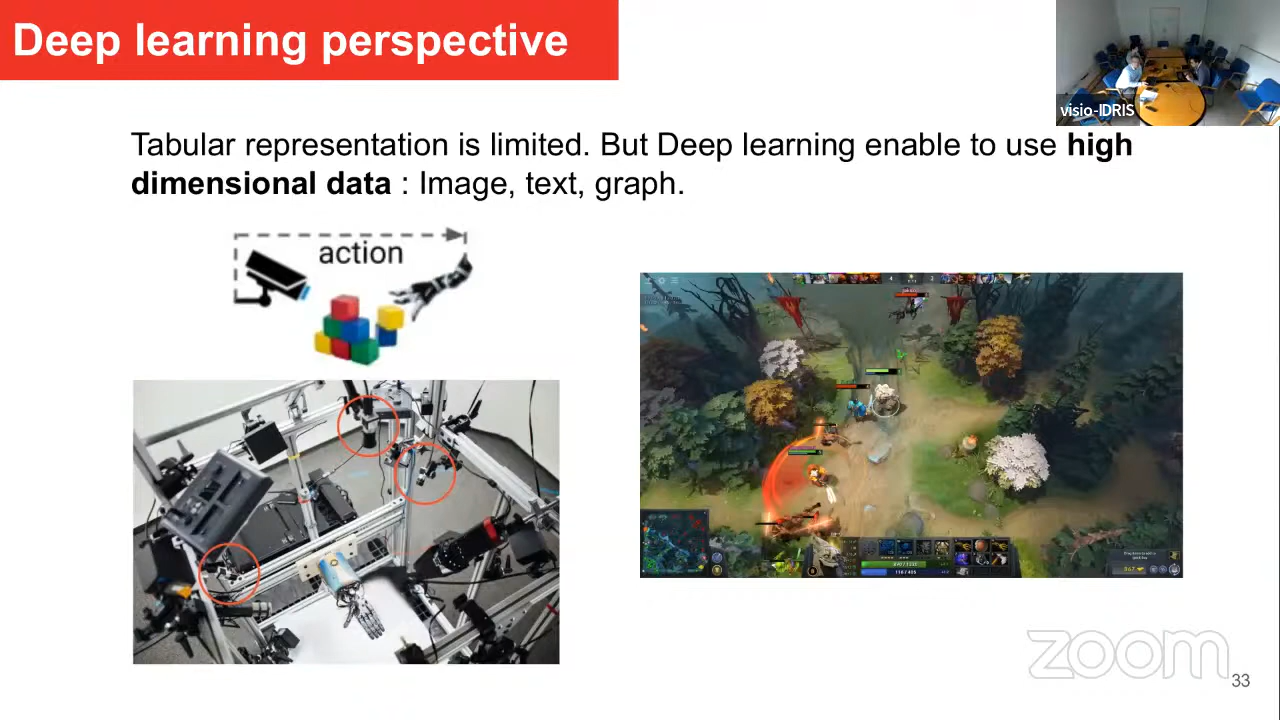 Deep learning perspective
visio-IDRIS
Tabular representation is limited. But Deep learning enable to use high
dimensional data : Image, text, graph.
action
zoom
33